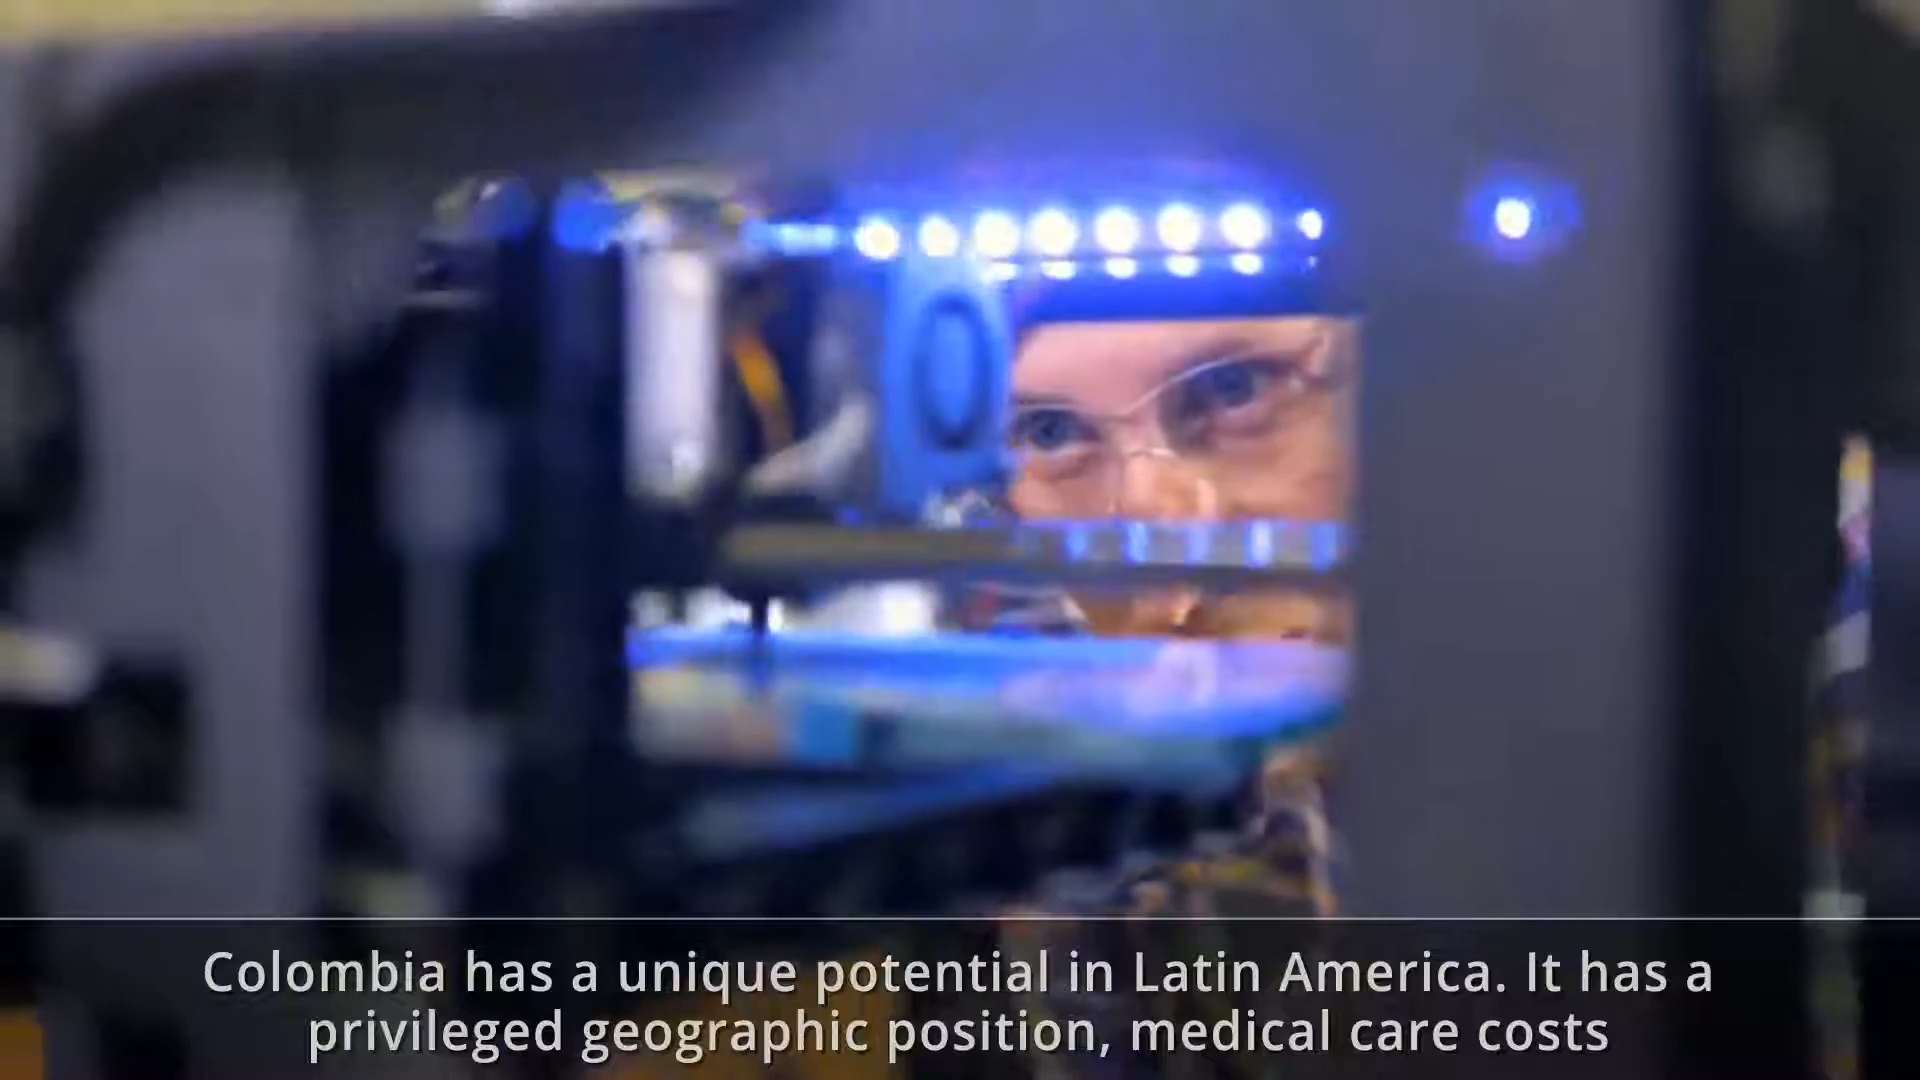 Colombia has a unique potential in Latin America. It has a
privileged geographic position, medical care costs